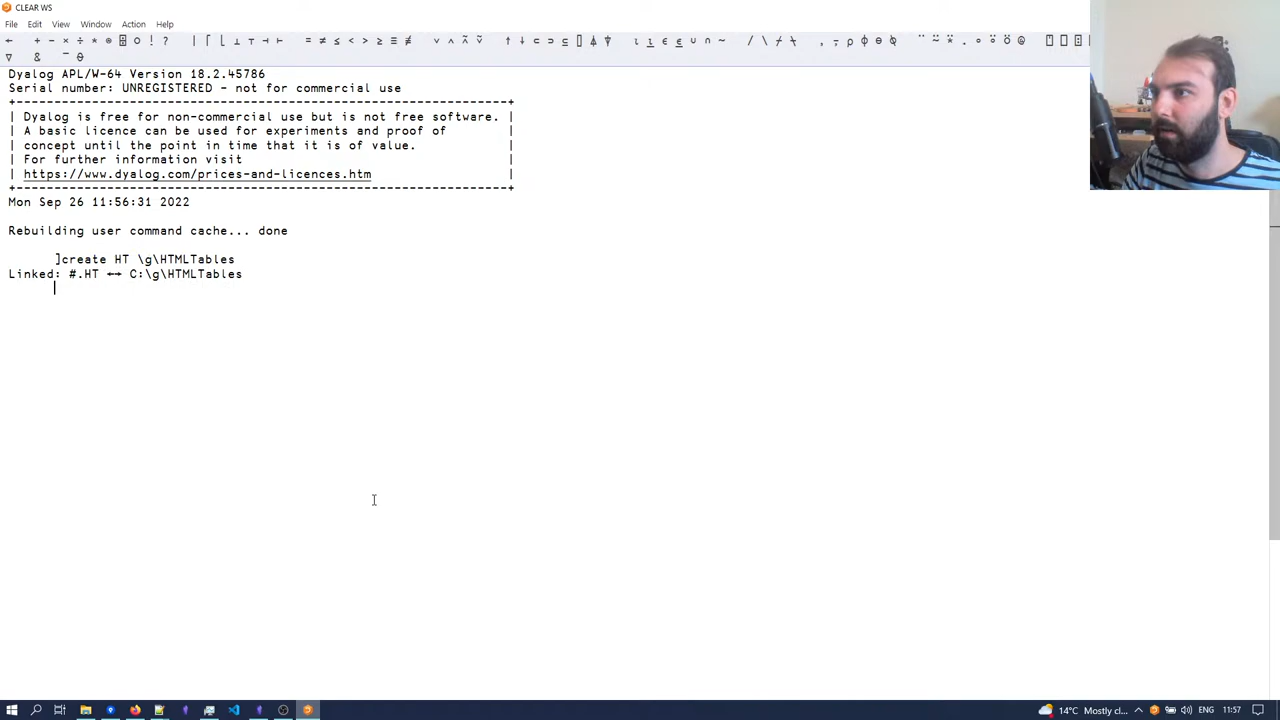 CLEAR WS
File Edit View Window Action Help
← + - × ÷ * ⍟ ⌹ ○ ! ? | ⌈ ⌊ ⊥ ⊤ ⊣ ⊢ = ≠ ≤ < > ≥ ≡ ≢ ∨ ∧ ⍲ ⍱ ↑ ↓ ⊂ ⊃ ⊆ ⌷ ⍋ ⍒ ⍳ ⍸ ∊ ⍷ ∪ ∩ ~ / \ ⌿ ⍀ , ⍪ ⍴ ⌽ ⊖ ⍉ ¨ ⍨ ⍣ . ∘ ⍤ ⍥ @
∇ & ¯ ⍬
Dyalog APL/W-64 Version 18.2.45786
Serial number: UNREGISTERED - not for commercial use
+----------------------------------------------------------------+
| Dyalog is free for non-commercial use but is not free software. |
| A basic licence can be used for experiments and proof of |
| concept until the point in time that it is of value. |
| For further information visit |
| https://www.dyalog.com/prices-and-licences.htm |
+----------------------------------------------------------------+
Mon Sep 26 11:56:31 2022
Rebuilding user command cache... done
]create HT \g\HTMLTables
Linked: #.HT ←→ C:\g\HTMLTables
14°C Mostly cl... ENG 11:57